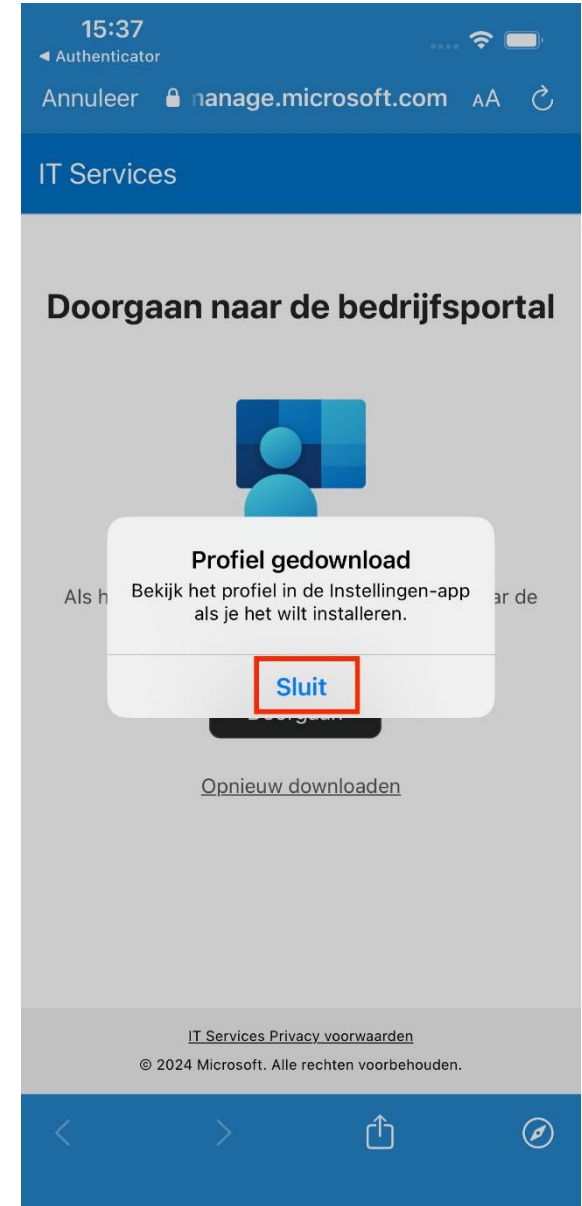 15:37
◀ Authenticator
Annuleer manage.microsoft.com AA
IT Services
Doorgaan naar de bedrijfsportal
Profiel gedownload
Als h Bekijk het profiel in de Instellingen-app ar de
als je het wilt installeren.
Sluit
Doorgaan
Opnieuw downloaden
IT Services Privacy voorwaarden
© 2024 Microsoft. Alle rechten voorbehouden.